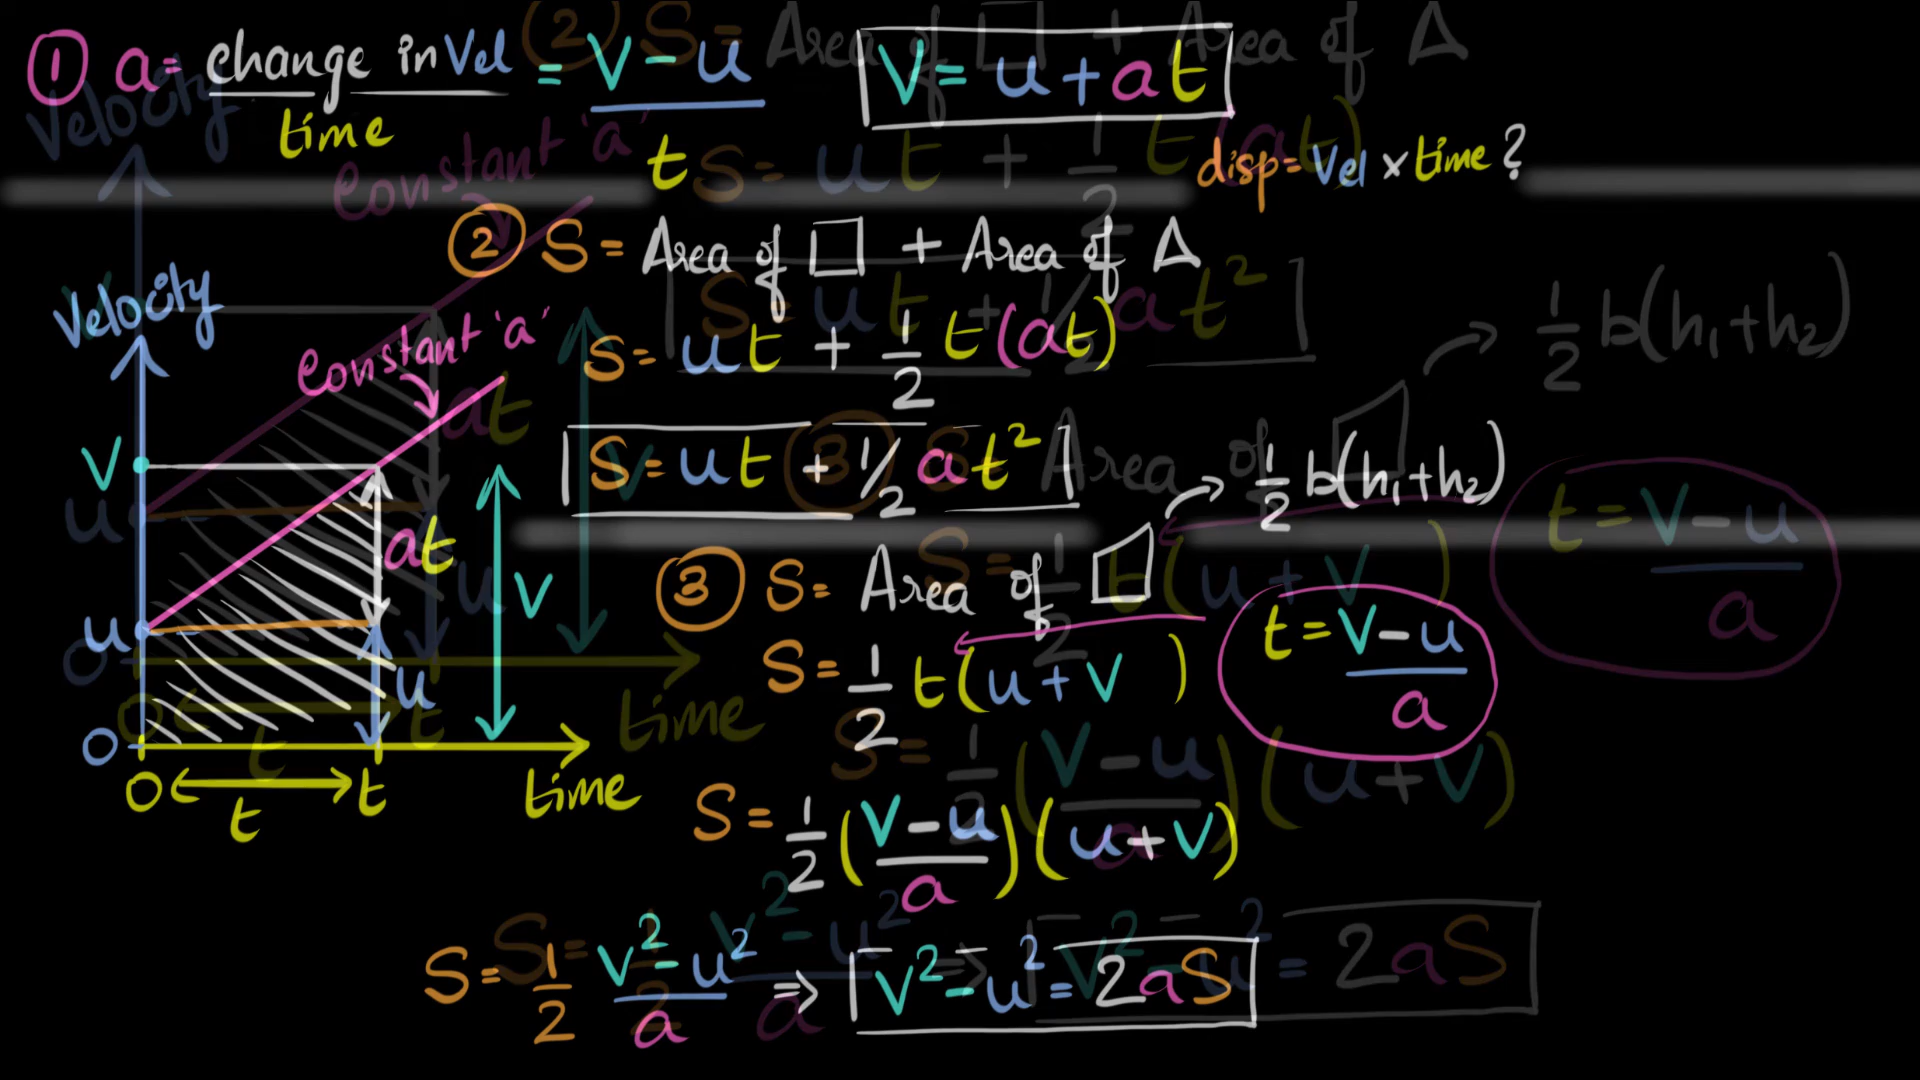 ① a = change in Vel / time = V - u / t
V = u + at
disp = Vel × time ?
② S = Area of □ + Area of Δ
S = ut + 1/2 t(at)
S = ut + 1/2 at²
1/2 b(h₁+h₂)
③ S = Area of
S = 1/2 t(u + V)
t = V - u / a
S = 1/2 (V - u / a) (u + V)
S = 1/2 V² - u² / a ⇒ V² - u² = 2aS
Velocity
Constant 'a'
V
at
V
u
u
0
0 t
t
time